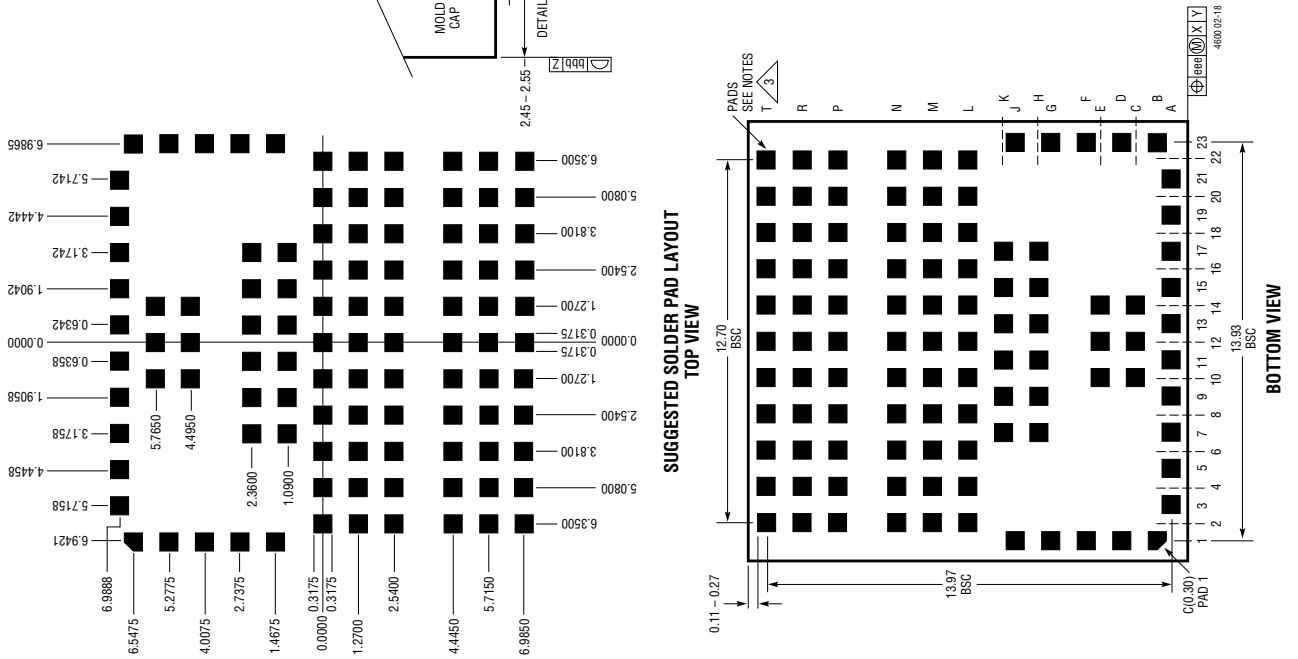 MOLD
CAP
DETAIL
2.45 – 2.55
bbb Z
6.9865
5.7142
4.4442
3.1742
1.9042
0.6342
0.0000
0.6358
1.9058
3.1758
4.4458
5.7158
6.9421
6.9888
6.5475
5.2775
4.0075
2.7375
1.4675
0.3175
0.0000
0.3175
1.2700
2.5400
4.4450
5.7150
6.9850
5.7650
4.4950
2.3600
1.0900
6.3500
5.0800
3.8100
2.5400
1.2700
0.3175
0.0000
0.3175
1.2700
2.5400
3.8100
5.0800
6.3500
SUGGESTED SOLDER PAD LAYOUT
TOP VIEW
PADS
SEE NOTES
3
T
R
P
N
M
L
K
J
H
G
F
E
D
C
B
A
eee M X Y
4600 02-18
12.70
BSC
13.97
BSC
0.11 – 0.27
C(0.30)
PAD 1
1
2
3
4
5
6
7
8
9
10
11
12
13
14
15
16
17
18
19
20
21
22
23
13.93
BSC
BOTTOM VIEW